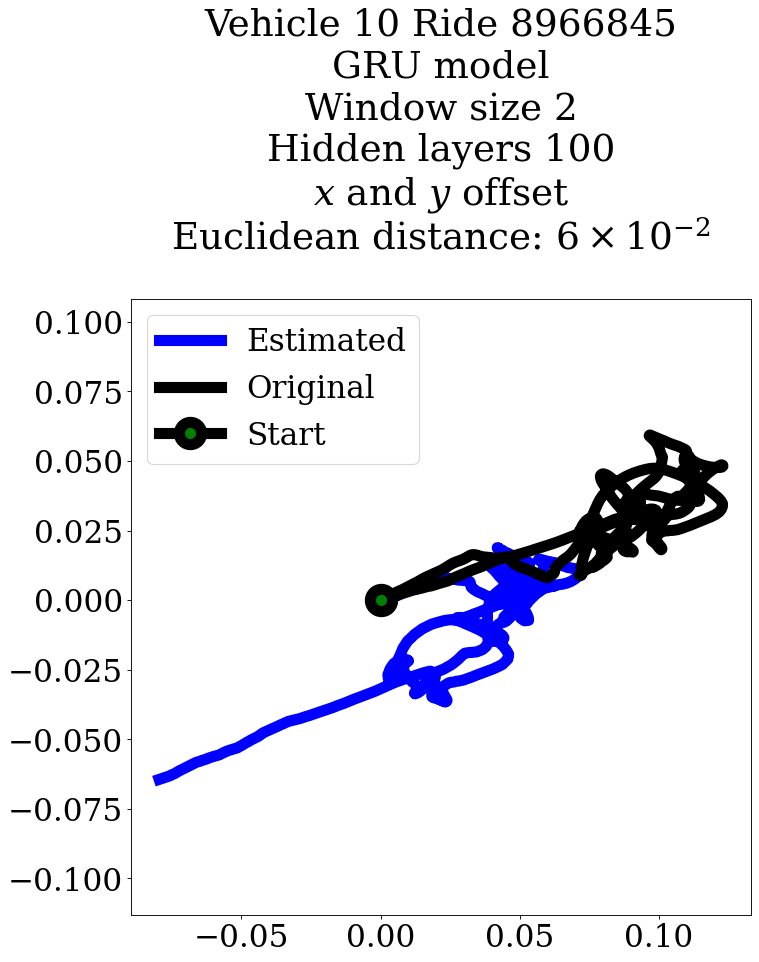 Vehicle 10 Ride 8966845
GRU model
Window size 2
Hidden layers 100
x and y offset
Euclidean distance: 6 × 10⁻²
Estimated
Original
Start
0.100
0.075
0.050
0.025
0.000
−0.025
−0.050
−0.075
−0.100
−0.05 0.00 0.05 0.10